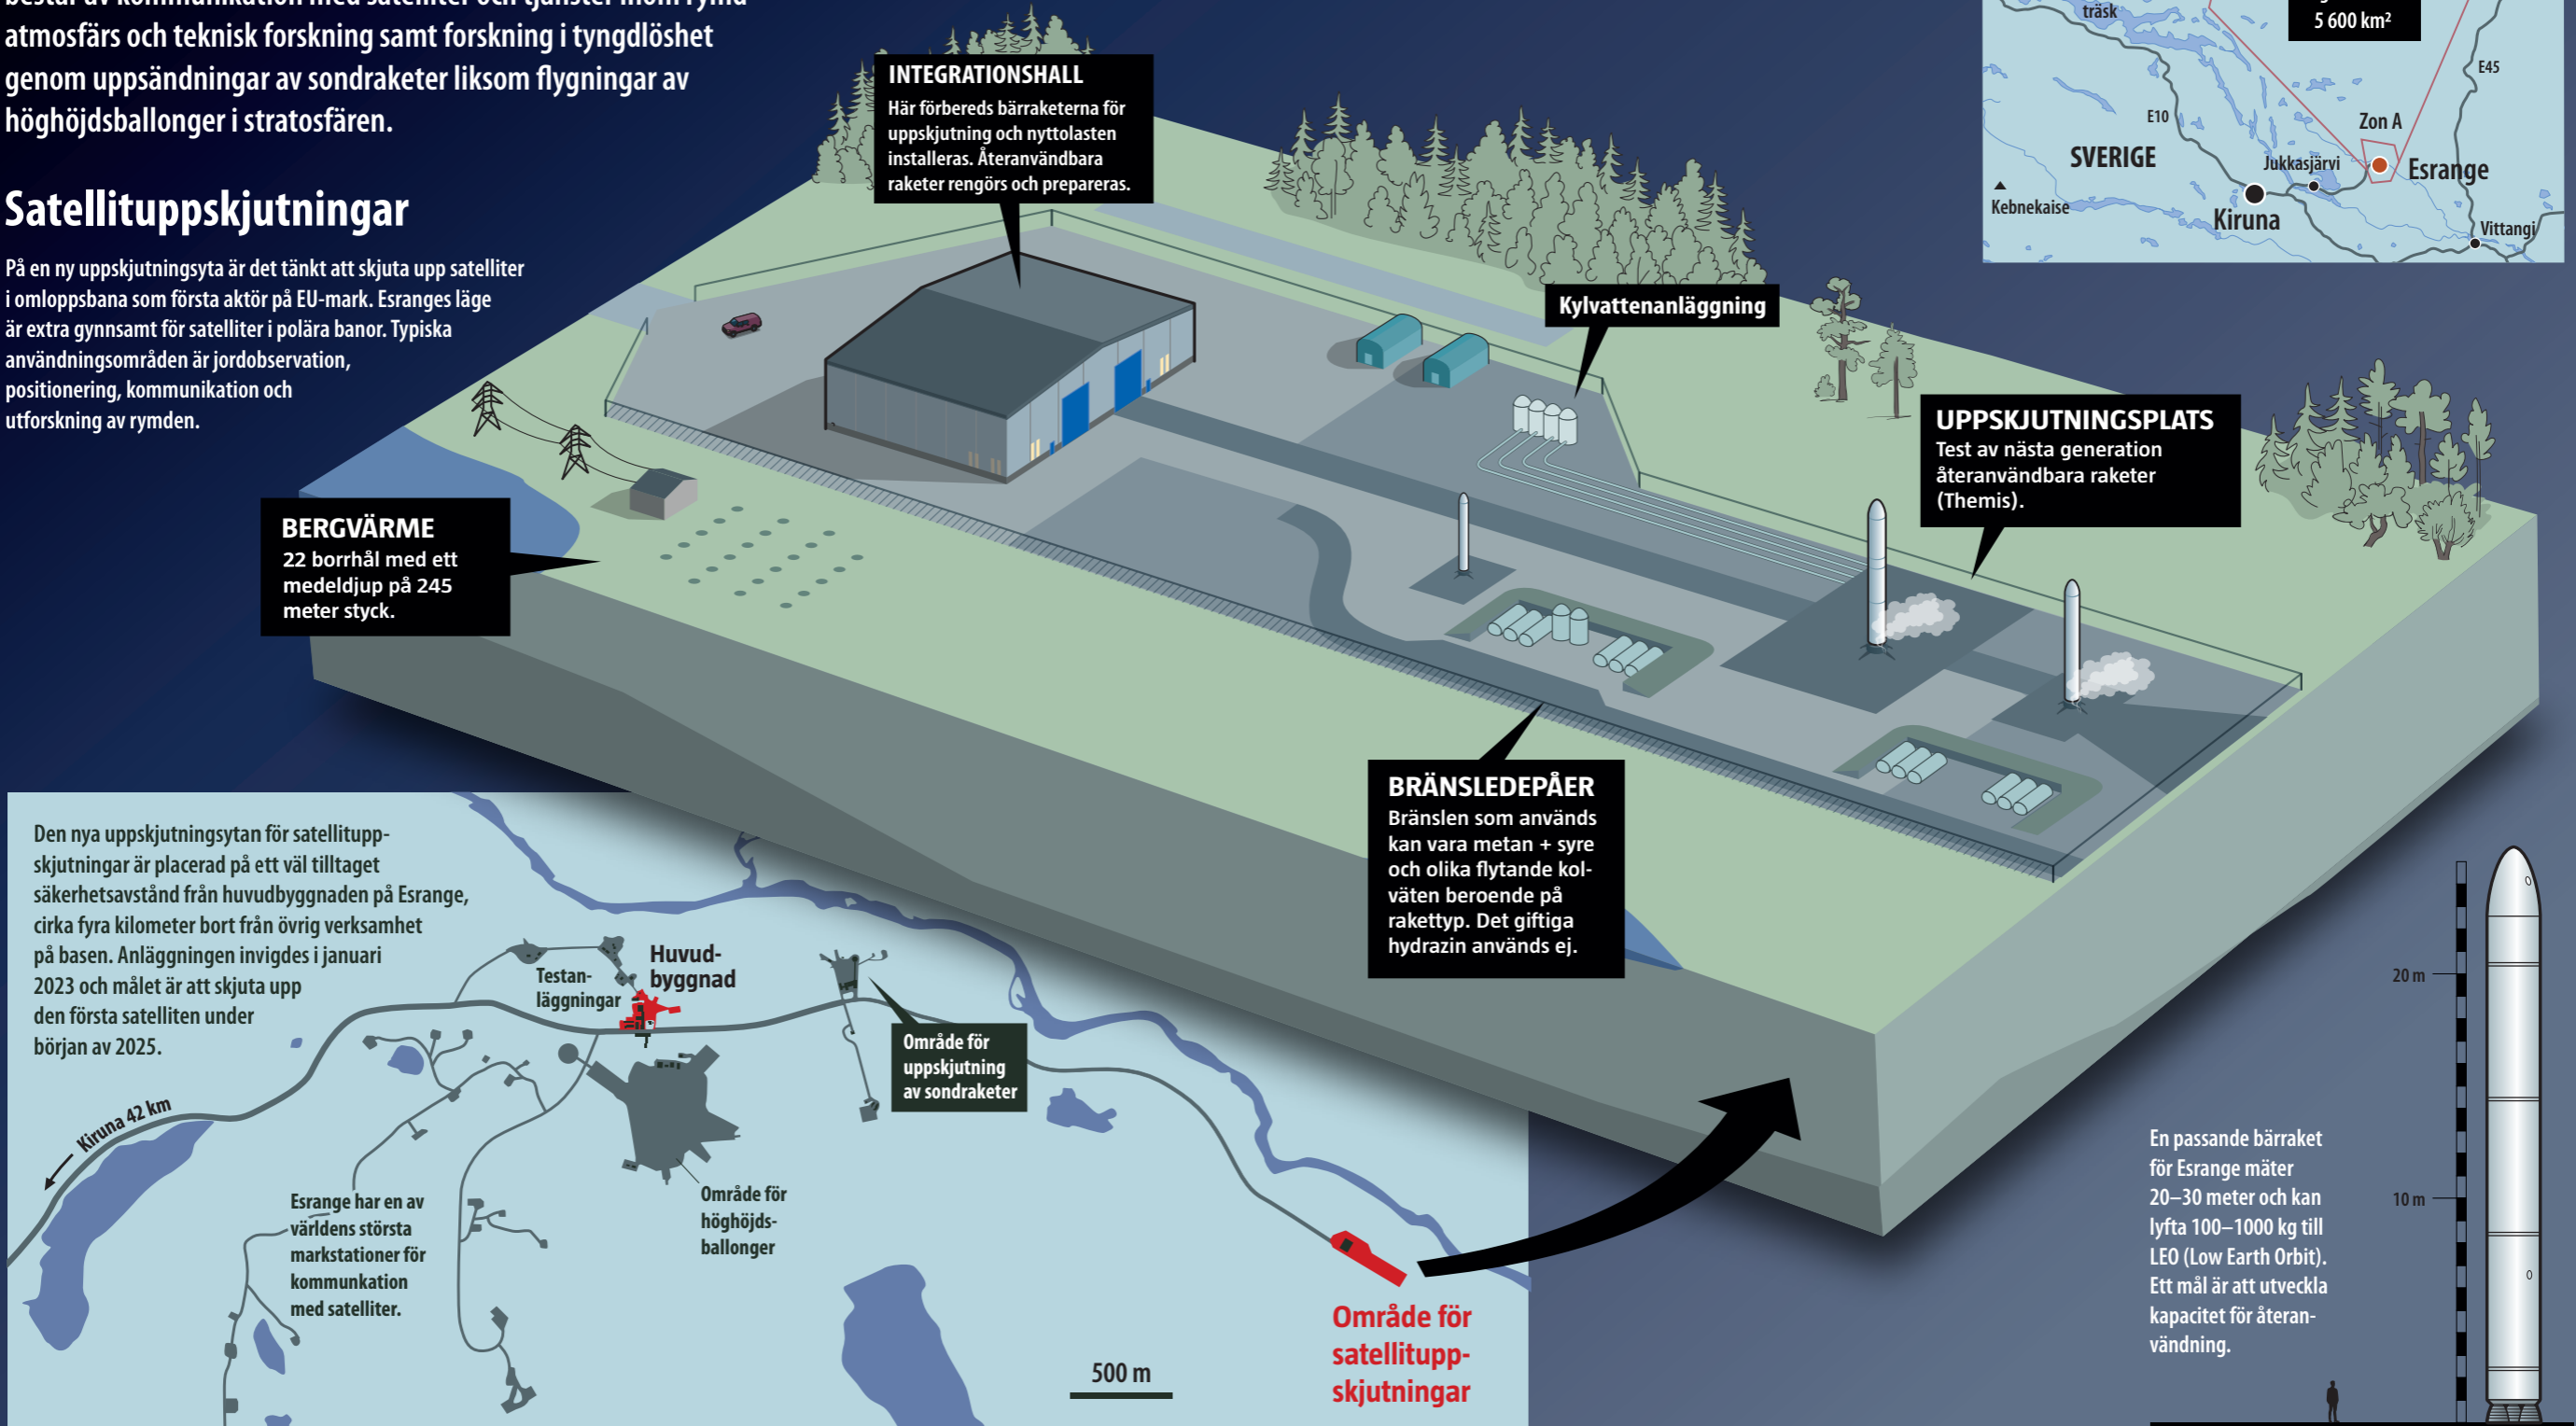 atmosfärs och teknisk forskning samt forskning i tyngdlöshet
genom uppsändningar av sondraketer liksom flygningar av
höghöjdsballonger i stratosfären.
Satellituppskjutningar
På en ny uppskjutningsyta är det tänkt att skjuta upp satelliter
i omloppsbana som första aktör på EU-mark. Esranges läge
är extra gynnsamt för satelliter i polära banor. Typiska
användningsområden är jordobservation,
positionering, kommunikation och
utforskning av rymden.
INTEGRATIONSHALL
Här förbereds bärraketerna för
uppskjutning och nyttolasten
installeras. Återanvändbara
raketer rengörs och prepareras.
Kylvattenanläggning
UPPSKJUTNINGSPLATS
Test av nästa generation
återanvändbara raketer
(Themis).
BERGVÄRME
22 borrhål med ett
medeldjup på 245
meter styck.
BRÄNSLEDEPÅER
Bränslen som används
kan vara metan + syre
och olika flytande kol-
väten beroende på
rakettyp. Det giftiga
hydrazin används ej.
träsk
5 600 km²
E45
E10
Zon A
SVERIGE
Jukkasjärvi
Esrange
Kebnekaise
Kiruna
Vittangi
Den nya uppskjutningsytan för satellitupp-
skjutningar är placerad på ett väl tilltaget
säkerhetsavstånd från huvudbyggnaden på Esrange,
cirka fyra kilometer bort från övrig verksamhet
på basen. Anläggningen invigdes i januari
2023 och målet är att skjuta upp
den första satelliten under
början av 2025.
Testan-
läggningar
Huvud-
byggnad
Område för
uppskjutning
av sondraketer
Kiruna 42 km
Esrange har en av
världens största
markstationer för
kommunkation
med satelliter.
Område för
höghöjds-
ballonger
500 m
Område för
satellitupp-
skjutningar
20 m
10 m
En passande bärraket
för Esrange mäter
20–30 meter och kan
lyfta 100–1000 kg till
LEO (Low Earth Orbit).
Ett mål är att utveckla
kapacitet för återan-
vändning.